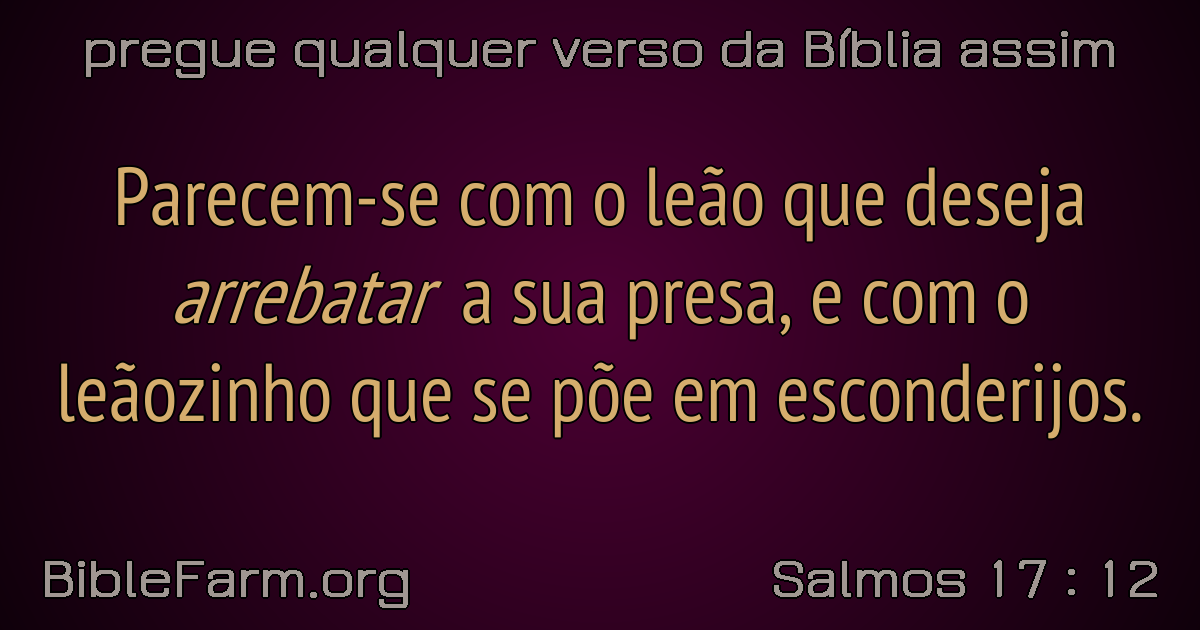 pregue qualquer verso da Bíblia assim
Parecem-se com o leão que deseja
arrebatar a sua presa, e com o
leãozinho que se põe em esconderijos.
BibleFarm.org
Salmos 17 : 12